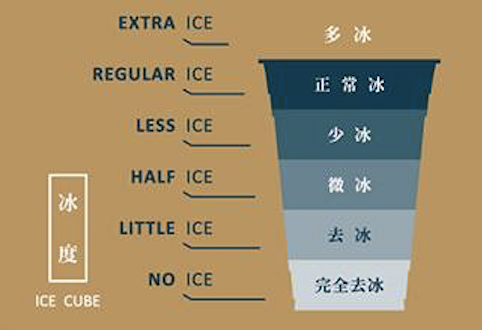 EXTRA ICE 多冰
REGULAR ICE 正常冰
LESS ICE 少冰
HALF ICE 微冰
LITTLE ICE 去冰
NO ICE 完全去冰
冰度
ICE CUBE